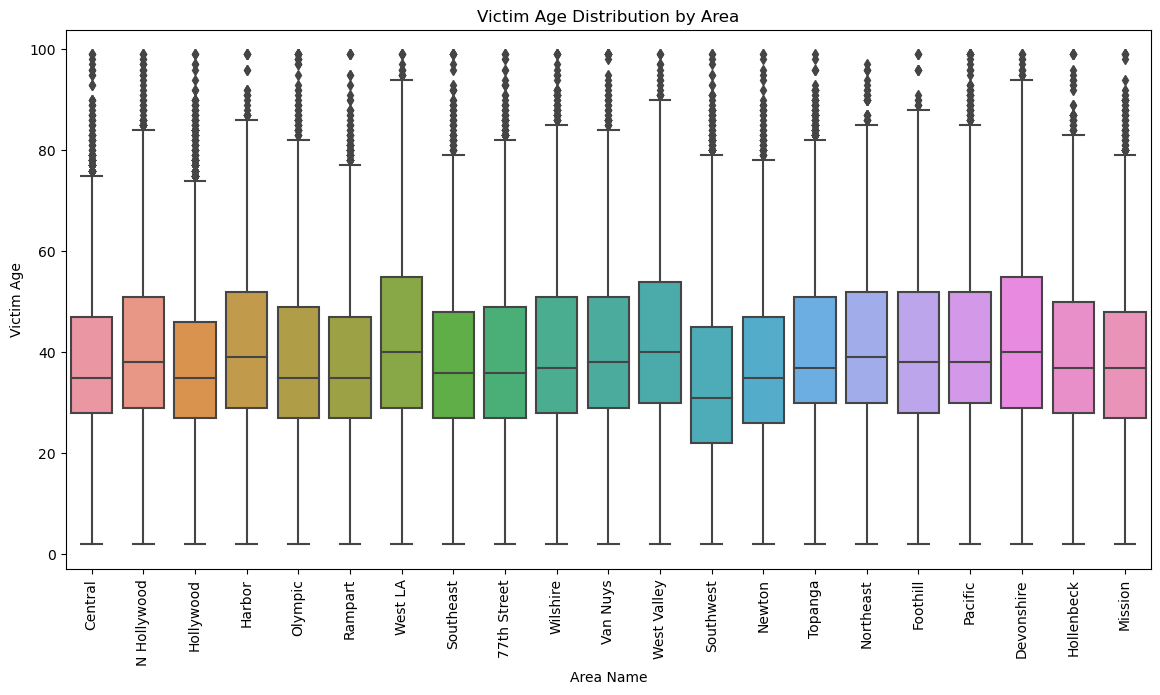 Victim Age Distribution by Area
100
80
60
40
20
0
Victim Age
Central
N Hollywood
Hollywood
Harbor
Olympic
Rampart
West LA
Southeast
77th Street
Wilshire
Van Nuys
West Valley
Southwest
Newton
Topanga
Northeast
Foothill
Pacific
Devonshire
Hollenbeck
Mission
Area Name